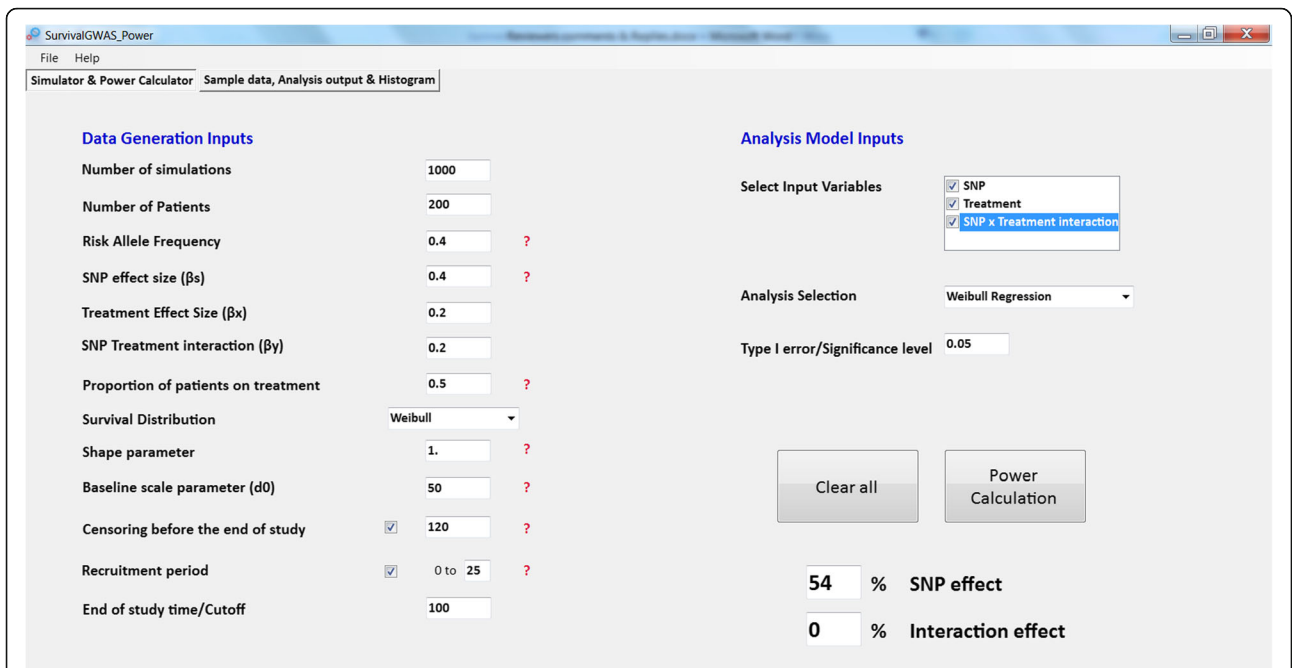 SurvivalGWAS_Power
File Help
Simulator & Power Calculator Sample data, Analysis output & Histogram
Data Generation Inputs
Number of simulations 1000
Number of Patients 200
Risk Allele Frequency 0.4 ?
SNP effect size (βs) 0.4 ?
Treatment Effect Size (βx) 0.2
SNP Treatment interaction (βy) 0.2
Proportion of patients on treatment 0.5 ?
Survival Distribution Weibull
Shape parameter 1. ?
Baseline scale parameter (d0) 50 ?
Censoring before the end of study 120 ?
Recruitment period 0 to 25 ?
End of study time/Cutoff 100
Analysis Model Inputs
Select Input Variables
SNP
Treatment
SNP x Treatment interaction
Analysis Selection Weibull Regression
Type I error/Significance level 0.05
Clear all
Power
Calculation
54 % SNP effect
0 % Interaction effect